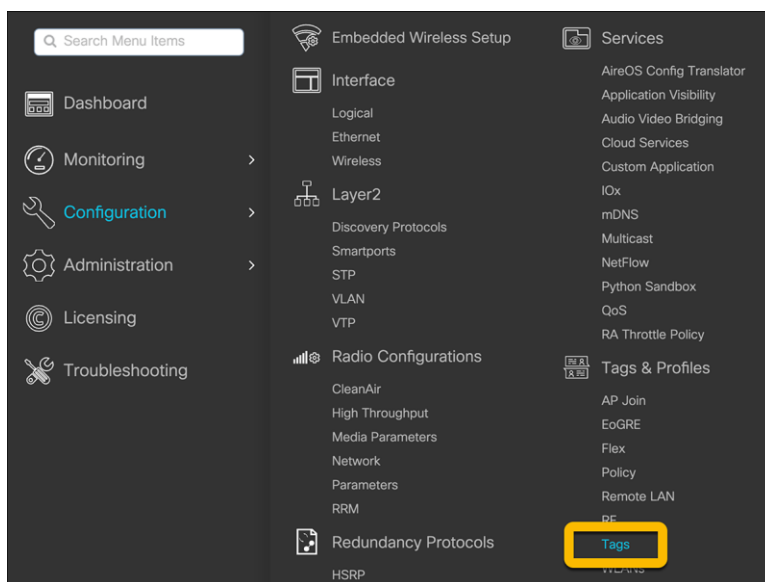 Search Menu Items
Dashboard
Monitoring
Configuration
Administration
Licensing
Troubleshooting
Embedded Wireless Setup
Interface
Logical
Ethernet
Wireless
Layer2
Discovery Protocols
Smartports
STP
VLAN
VTP
Radio Configurations
CleanAir
High Throughput
Media Parameters
Network
Parameters
RRM
Redundancy Protocols
HSRP
Services
AireOS Config Translator
Application Visibility
Audio Video Bridging
Cloud Services
Custom Application
IOx
mDNS
Multicast
NetFlow
Python Sandbox
QoS
RA Throttle Policy
Tags & Profiles
AP Join
EoGRE
Flex
Policy
Remote LAN
RF
Tags
WLANs